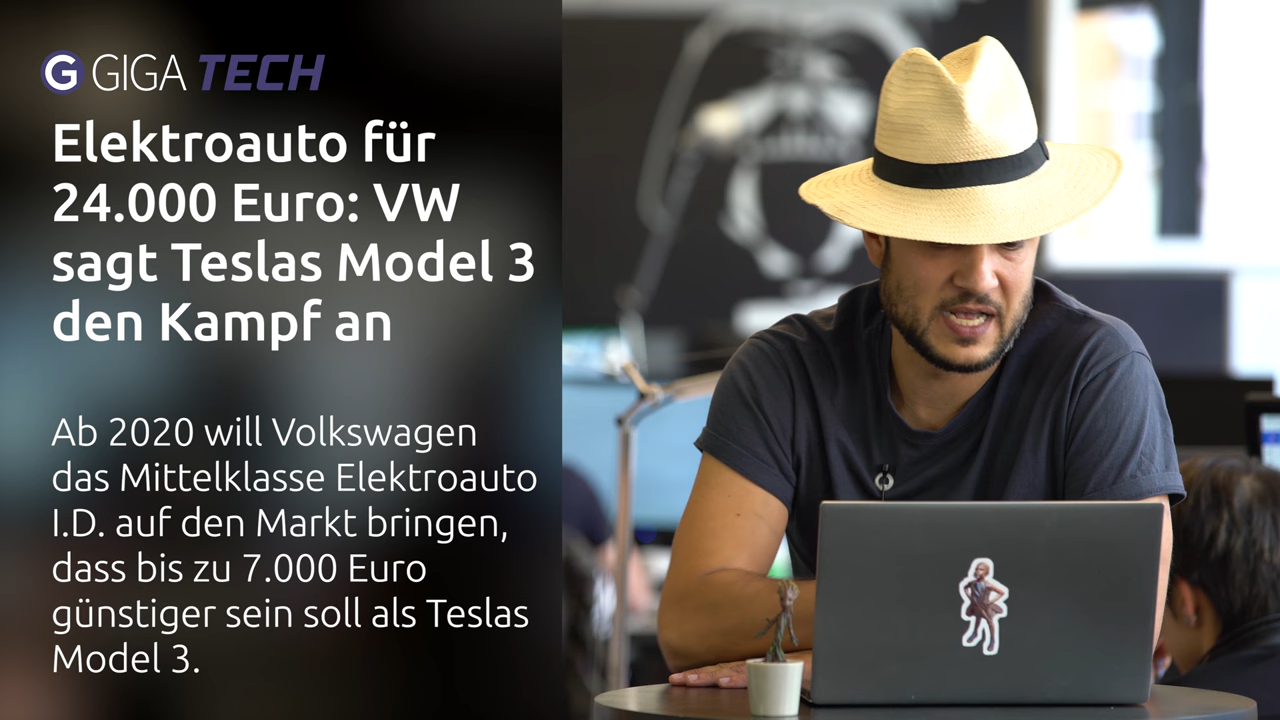 G GIGA TECH
Elektroauto für
24.000 Euro: VW
sagt Teslas Model 3
den Kampf an
Ab 2020 will Volkswagen
das Mittelklasse Elektroauto
I.D. auf den Markt bringen,
dass bis zu 7.000 Euro
günstiger sein soll als Teslas
Model 3.